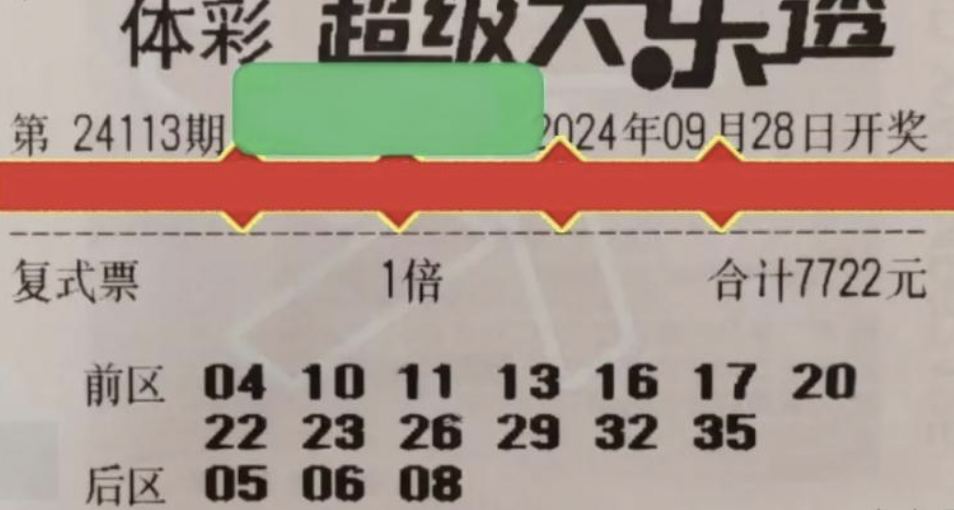 体彩 超级大乐透
第 24113期 2024年09月28日开奖
复式票 1倍 合计7722元
前区 04 10 11 13 16 17 20
22 23 26 29 32 35
后区 05 06 08